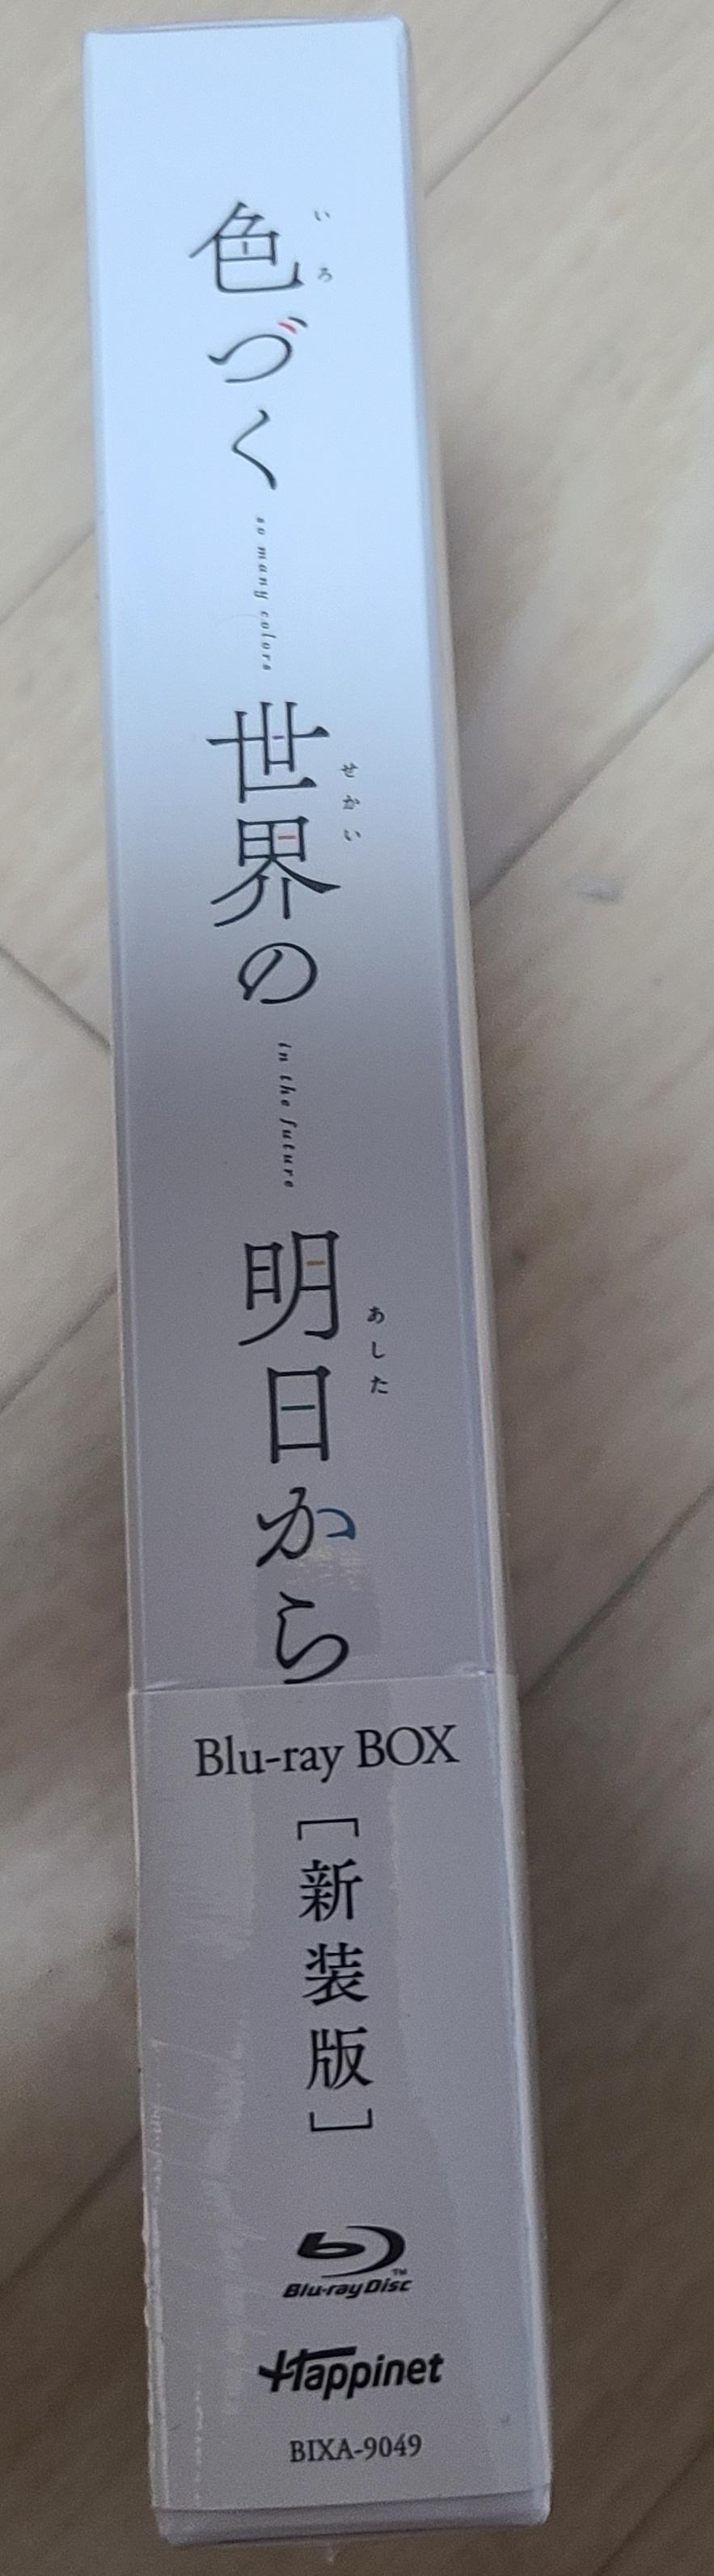 色づく
いろ
so many colors
世界の
せかい
in the future
明日から
あした
Blu-ray BOX
[新装版]
Blu-ray Disc™
Happinet
BIXA-9049